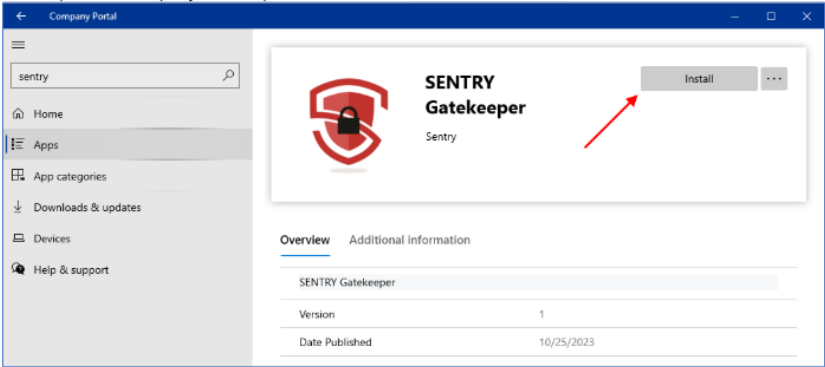 Company Portal
sentry
Home
Apps
App categories
Downloads & updates
Devices
Help & support
SENTRY
Gatekeeper
Sentry
Install
Overview Additional information
SENTRY Gatekeeper
Version 1
Date Published 10/25/2023